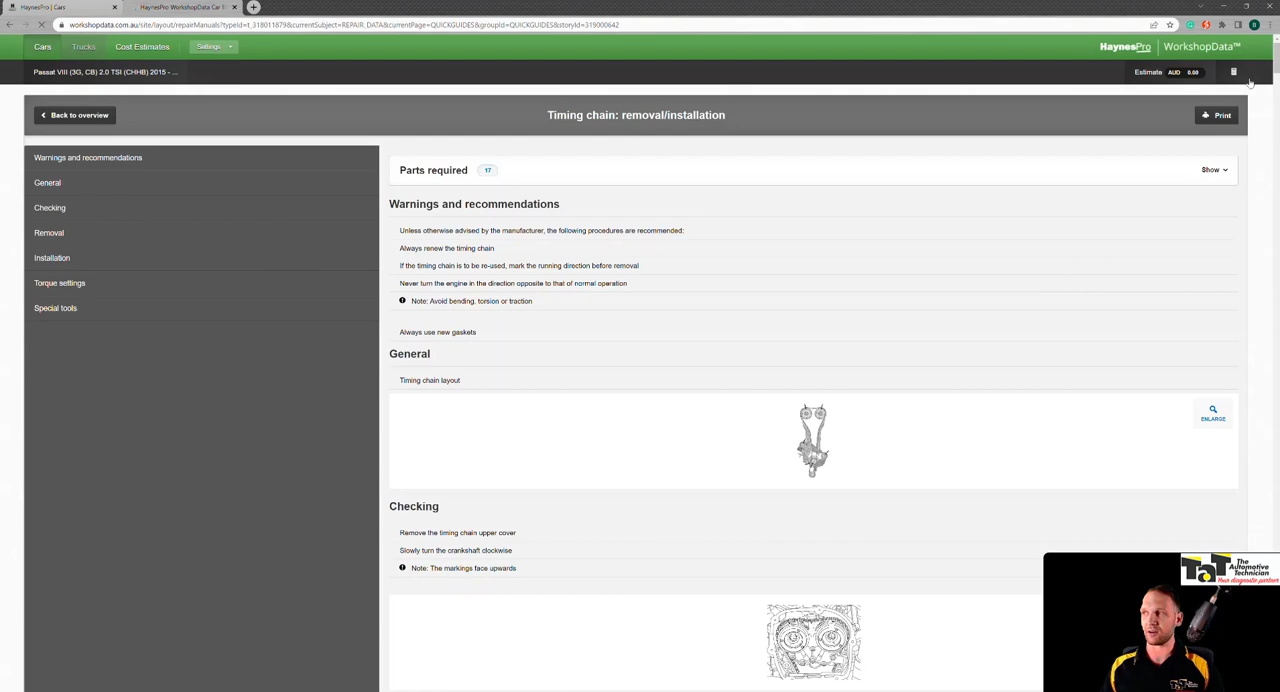 HaynesPro | Cars
HaynesPro WorkshopData Car E
workshopdata.com.au/site/layout/repairManuals?typeId=t_318011879&currentSubject=REPAIR_DATA&currentPage=QUICKGUIDES&groupId=QUICKGUIDES&storyId=319000642
Cars Trucks Cost Estimates Settings
HaynesPro | WorkshopData™
Passat VIII (3G, CB) 2.0 TSI (CHHB) 2015 - ...
Estimate AUD 0.00
Back to overview
Timing chain: removal/installation
Print
Warnings and recommendations
General
Checking
Removal
Installation
Torque settings
Special tools
Parts required 17
Show
Warnings and recommendations
Unless otherwise advised by the manufacturer, the following procedures are recommended:
Always renew the timing chain
If the timing chain is to be re-used, mark the running direction before removal
Never turn the engine in the direction opposite to that of normal operation
Note: Avoid bending, torsion or traction
Always use new gaskets
General
Timing chain layout
ENLARGE
Checking
Remove the timing chain upper cover
Slowly turn the crankshaft clockwise
Note: The markings face upwards
TaT The
Automotive
Technician
Your diagnostic partner